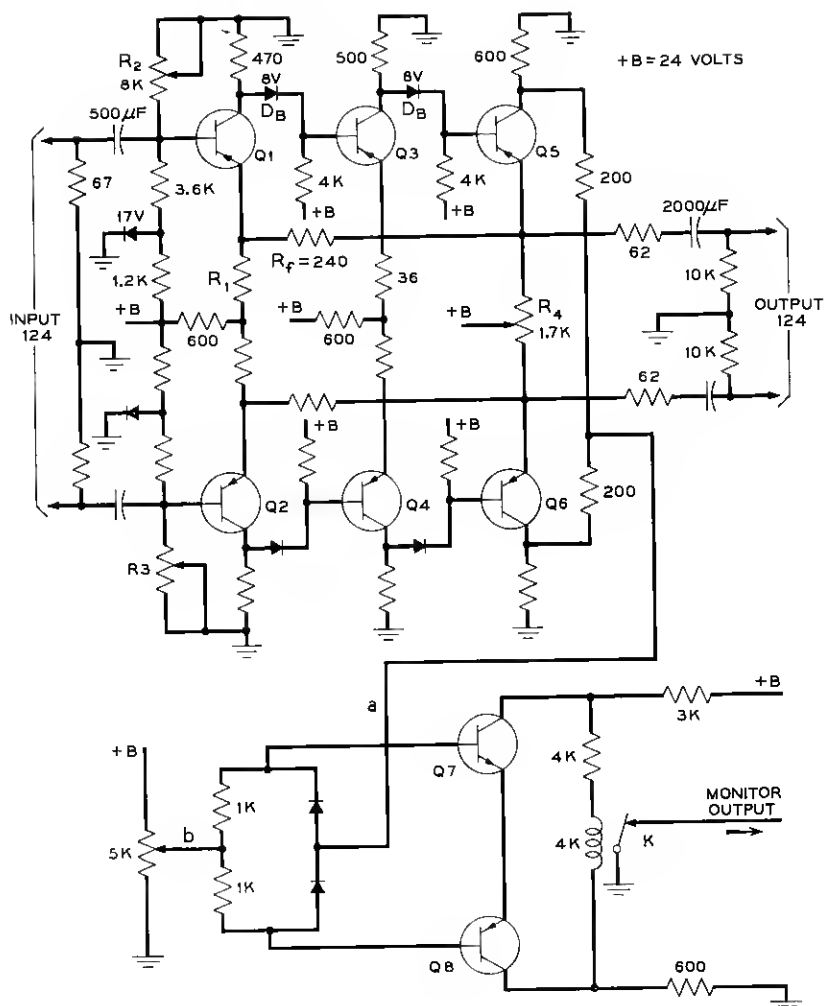 470
500
600
+B = 24 VOLTS
R2
8K
8V
8V
500μF
DB
DB
Q1
Q3
Q5
67
3.6K
4K
4K
200
17V
+B
+B
2000μF
1.2K
R1
Rf = 240
36
62
10K
INPUT
124
+B
600
+B
600
+B
R4
1.7K
OUTPUT
124
10K
62
+B
+B
Q2
Q4
Q6
200
R3
a
+B
3K
+B
Q7
4K
1K
MONITOR
OUTPUT
b
5K
4K
K
1K
Q8
600